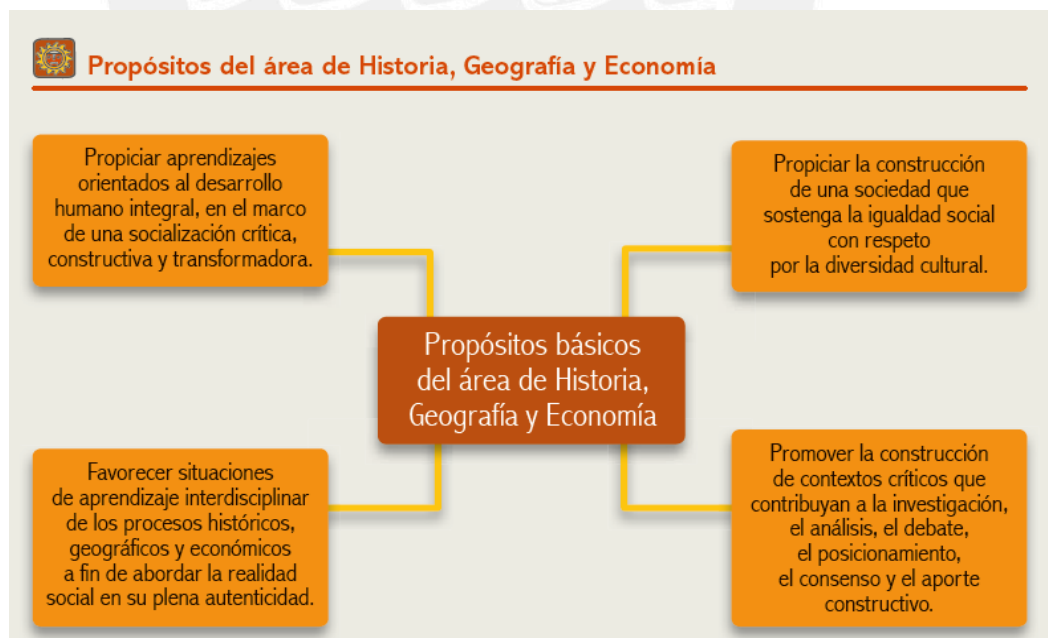 Propósitos del área de Historia, Geografía y Economía
Propiciar aprendizajes
orientados al desarrollo
humano integral, en el marco
de una socialización crítica,
constructiva y transformadora.
Propiciar la construcción
de una sociedad que
sostenga la igualdad social
con respeto
por la diversidad cultural.
Propósitos básicos
del área de Historia,
Geografía y Economía
Favorecer situaciones
de aprendizaje interdisciplinar
de los procesos históricos,
geográficos y económicos
a fin de abordar la realidad
social en su plena autenticidad.
Promover la construcción
de contextos críticos que
contribuyan a la investigación,
el análisis, el debate,
el posicionamiento,
el consenso y el aporte
constructivo.